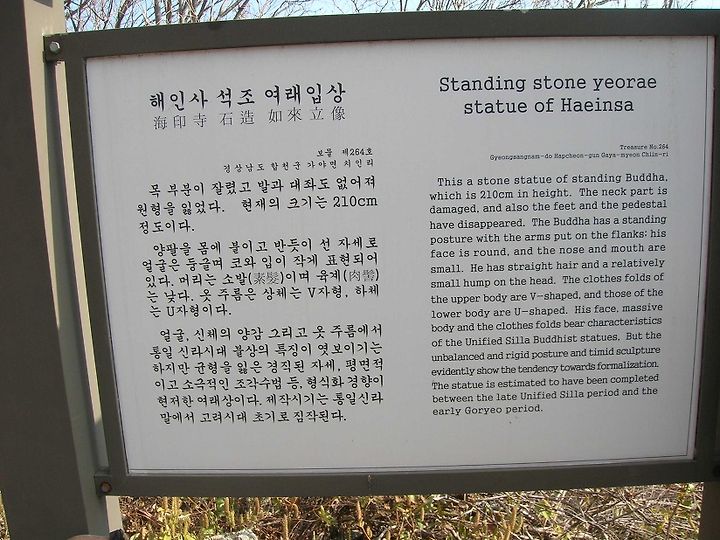 해인사 석조 여래입상
海印寺 石造 如來立像
보물 제264호
경상남도 합천군 가야면 치인리
목 부분이 잘렸고 발과 대좌도 없어져
원형을 잃었다. 현재의 크기는 210cm
정도이다.
양팔을 몸에 붙이고 반듯이 선 자세로
얼굴은 둥글며 코와 입이 작게 표현되어
있다. 머리는 소발(素髮)이며 육계(肉髻)
는 낮다. 옷 주름은 상체는 V자형, 하체
는 U자형이다.
얼굴, 신체의 양감 그리고 옷 주름에서
통일 신라시대 불상의 특징이 엿보이기는
하지만 균형을 잃은 경직된 자세, 평면적
이고 소극적인 조각수법 등, 형식화 경향이
현저한 여래상이다. 제작시기는 통일신라
말에서 고려시대 초기로 짐작된다.
Standing stone yeorae
statue of Haeinsa
Treasure No.264
Gyeongsangnam-do Hapcheon-gun Gaya-myeon Chiin-ri
This a stone statue of standing Buddha,
which is 210cm in height. The neck part is
damaged, and also the feet and the pedestal
have disappeared. The Buddha has a standing
posture with the arms put on the flanks; his
face is round, and the nose and mouth are
small. He has straight hair and a relatively
small hump on the head. The clothes folds of
the upper body are V-shaped, and those of the
lower body are U-shaped. His face, massive
body and the clothes folds bear characteristics
of the Unified Silla Buddhist statues. But the
unbalanced and rigid posture and timid sculpture
evidently show the tendency towards formalization.
The statue is estimated to have been completed
between the late Unified Silla period and the
early Goryeo period.